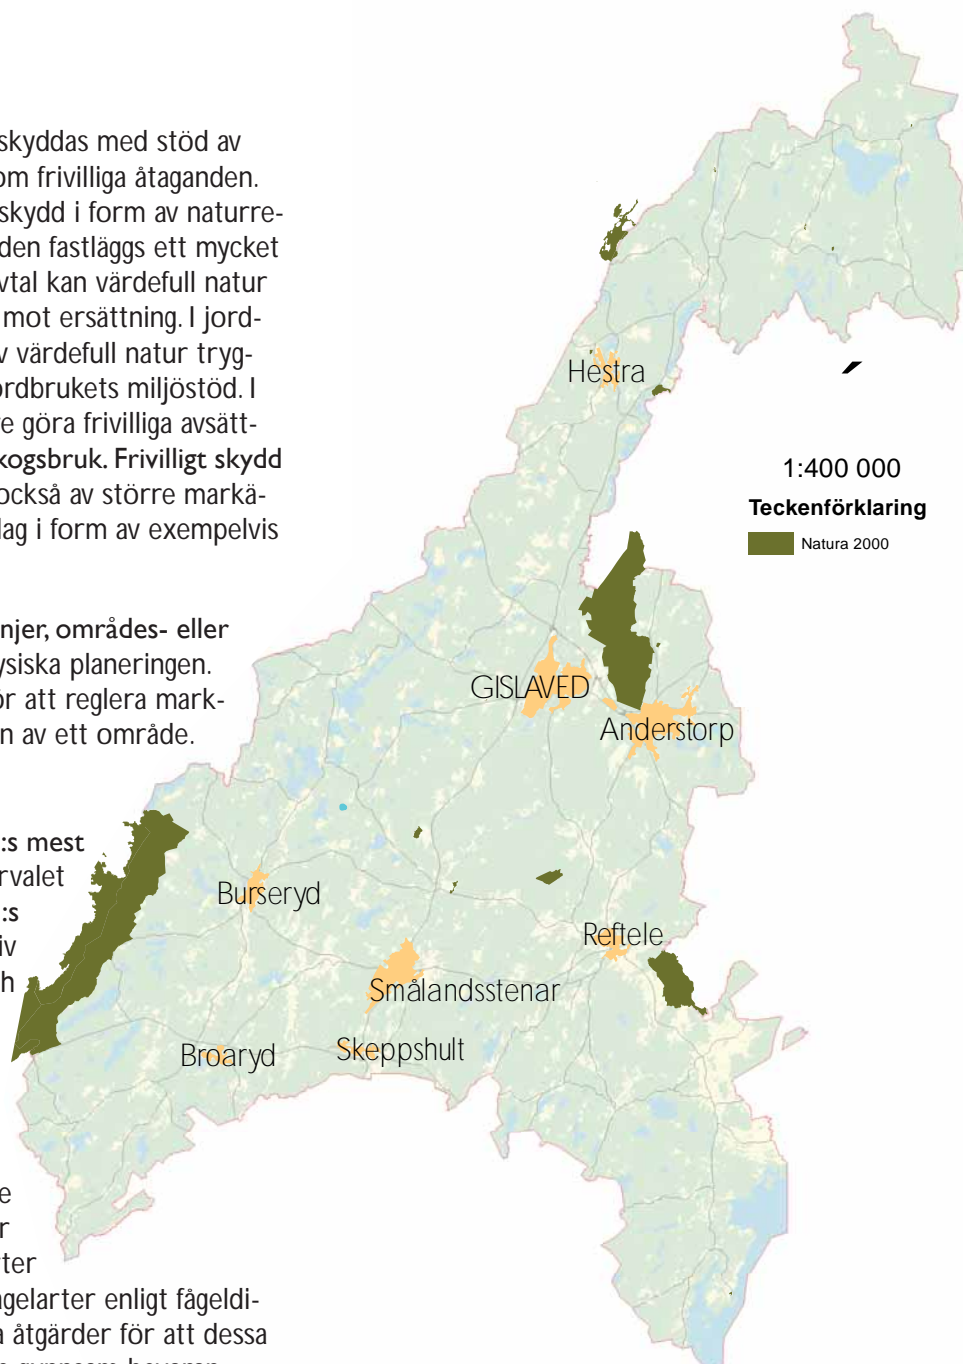 skyddas med stöd av
om frivilliga åtaganden.
skydd i form av naturre-
den fastläggs ett mycket
vtal kan värdefull natur
mot ersättning. I jord-
v värdefull natur tryg-
ordbrukets miljöstöd. I
e göra frivilliga avsätt-
kogsbruk. Frivilligt skydd
också av större markä-
lag i form av exempelvis
njer, områdes- eller
ysiska planeringen.
ör att reglera mark-
n av ett område.
:s mest
rvalet
:s
iv
h
e
r
ter
gelarter enligt fågeldi-
a åtgärder för att dessa
Hestra
GISLAVED
Anderstorp
Burseryd
Reftele
Smålandsstenar
Broaryd
Skeppshult
1:400 000
Teckenförklaring
Natura 2000